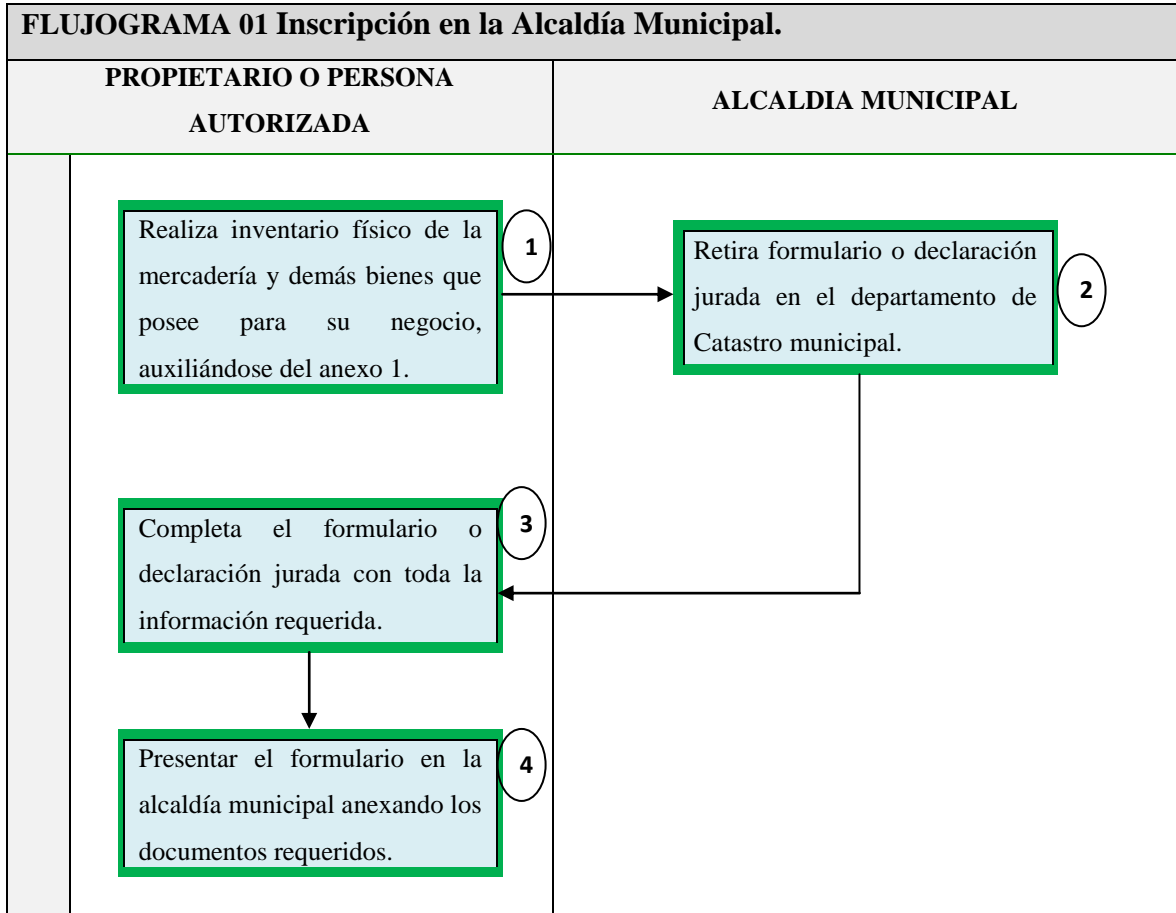 FLUJOGRAMA 01 Inscripción en la Alcaldía Municipal.
PROPIETARIO O PERSONA
AUTORIZADA
ALCALDIA MUNICIPAL
Realiza inventario físico de la
mercadería y demás bienes que
posee para su negocio,
auxiliándose del anexo 1.
1
Retira formulario o declaración
jurada en el departamento de
Catastro municipal.
2
Completa el formulario o
declaración jurada con toda la
información requerida.
3
Presentar el formulario en la
alcaldía municipal anexando los
documentos requeridos.
4